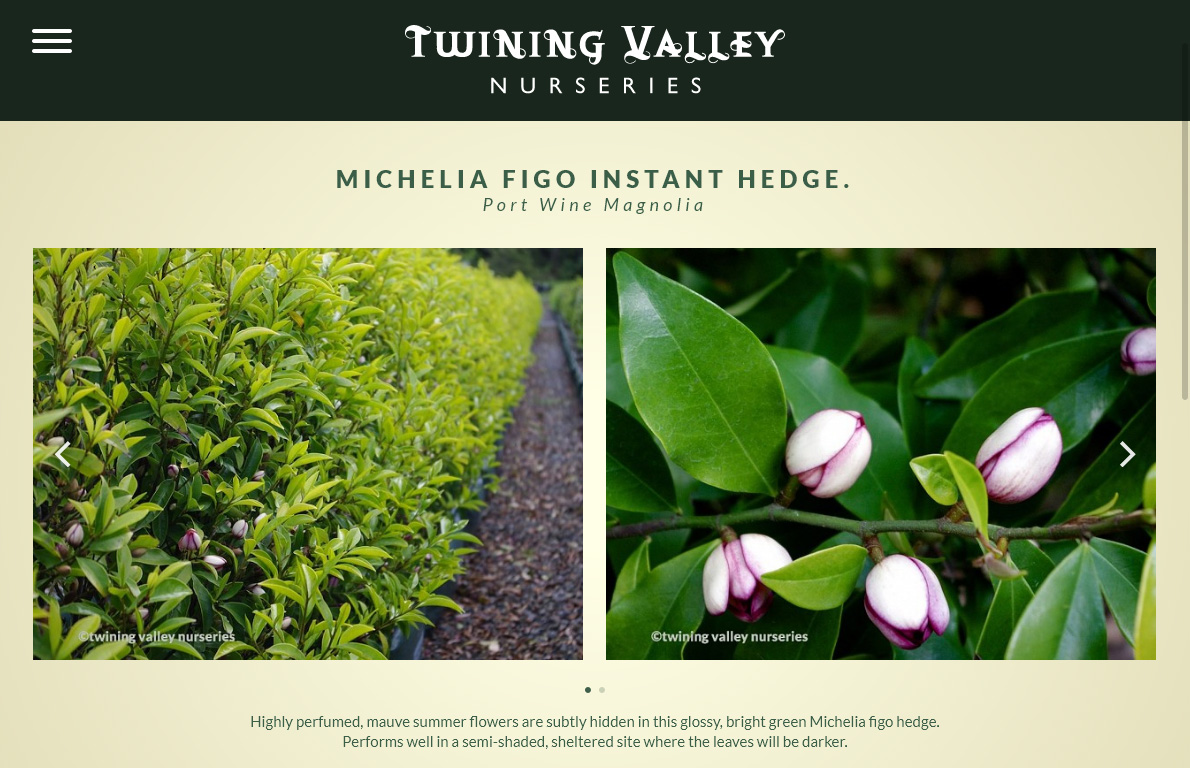 Twining Valley
NURSERIES
MICHELIA FIGO INSTANT HEDGE.
Port Wine Magnolia
©twining valley nurseries
©twining valley nurseries
Highly perfumed, mauve summer flowers are subtly hidden in this glossy, bright green Michelia figo hedge.
Performs well in a semi-shaded, sheltered site where the leaves will be darker.